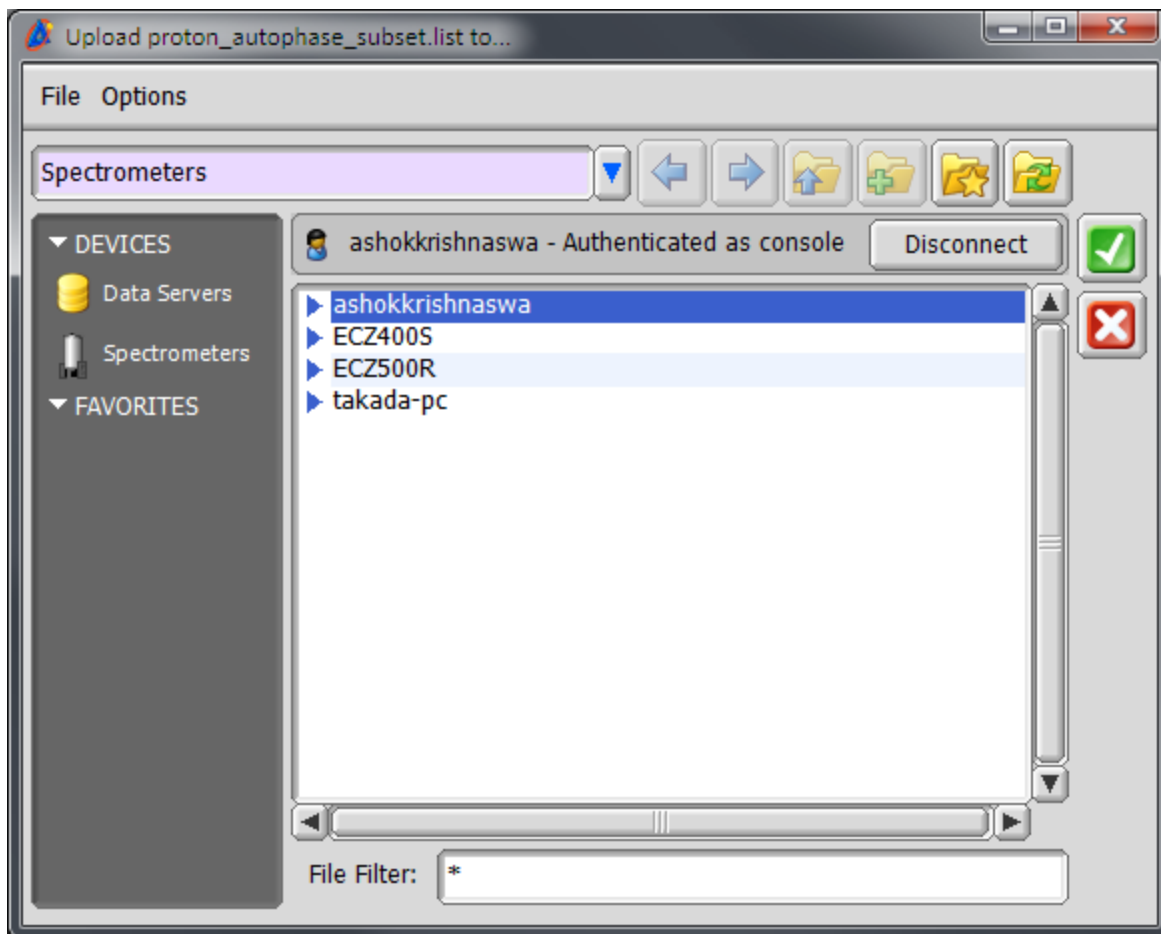 Upload proton_autophase_subset.list to...
File Options
Spectrometers
DEVICES
Data Servers
Spectrometers
FAVORITES
ashokkrishnaswa - Authenticated as console
Disconnect
ashokkrishnaswa
ECZ400S
ECZ500R
takada-pc
File Filter: *